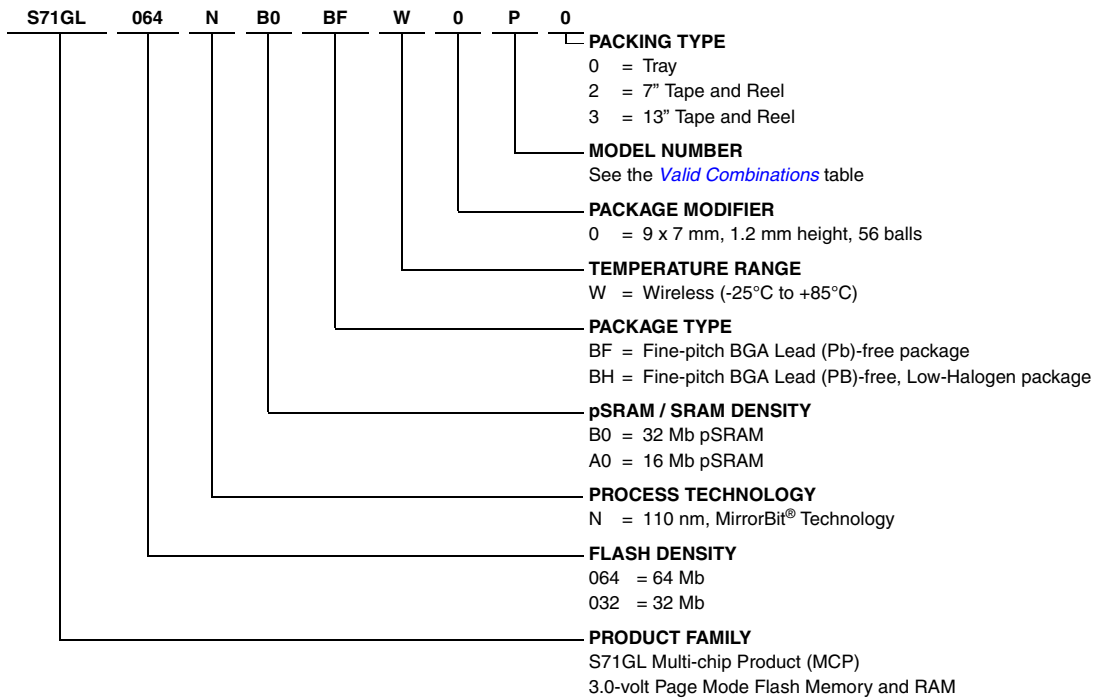 S71GL 064 N B0 BF W 0 P 0
PACKING TYPE
0 = Tray
2 = 7” Tape and Reel
3 = 13” Tape and Reel
MODEL NUMBER
See the Valid Combinations table
PACKAGE MODIFIER
0 = 9 x 7 mm, 1.2 mm height, 56 balls
TEMPERATURE RANGE
W = Wireless (-25°C to +85°C)
PACKAGE TYPE
BF = Fine-pitch BGA Lead (Pb)-free package
BH = Fine-pitch BGA Lead (PB)-free, Low-Halogen package
pSRAM / SRAM DENSITY
B0 = 32 Mb pSRAM
A0 = 16 Mb pSRAM
PROCESS TECHNOLOGY
N = 110 nm, MirrorBit® Technology
FLASH DENSITY
064 = 64 Mb
032 = 32 Mb
PRODUCT FAMILY
S71GL Multi-chip Product (MCP)
3.0-volt Page Mode Flash Memory and RAM